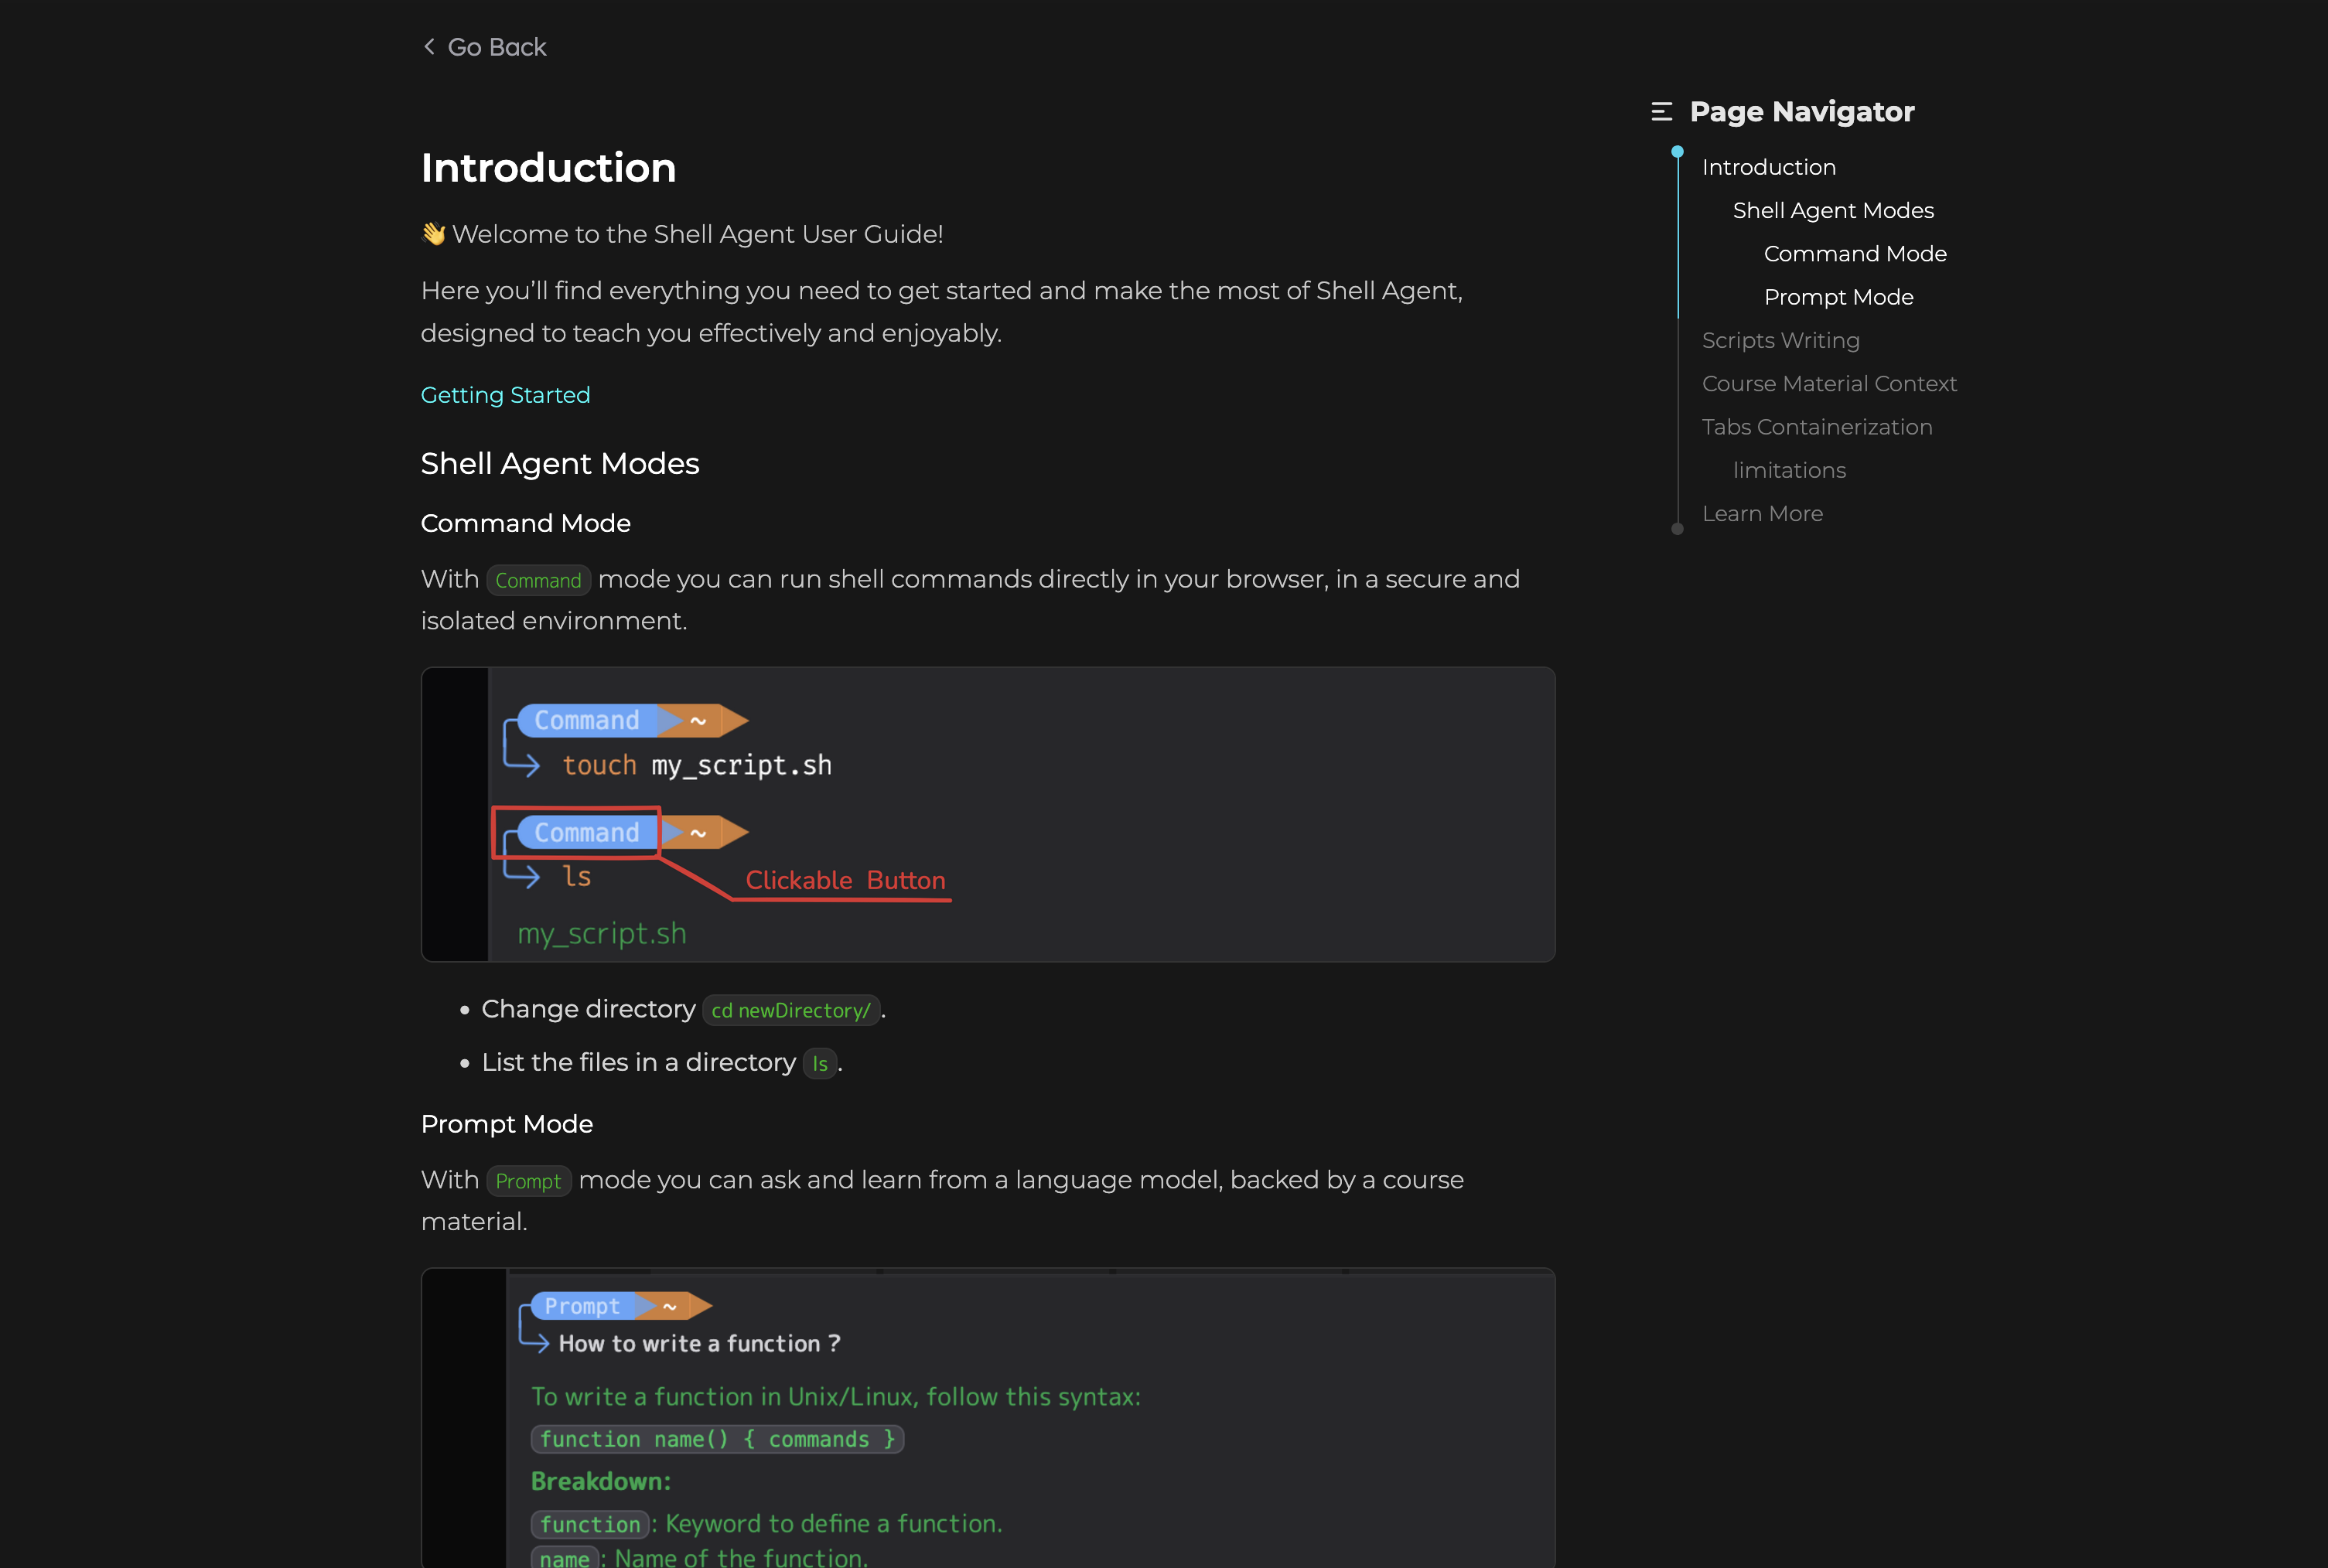 Go Back
Introduction
👋 Welcome to the Shell Agent User Guide!
Here you’ll find everything you need to get started and make the most of Shell Agent,
designed to teach you effectively and enjoyably.
Getting Started
Shell Agent Modes
Command Mode
With Command mode you can run shell commands directly in your browser, in a secure and
isolated environment.
Command ~
touch my_script.sh
Command ~
ls
Clickable Button
my_script.sh
• Change directory cd newDirectory/.
• List the files in a directory ls.
Prompt Mode
With Prompt mode you can ask and learn from a language model, backed by a course
material.
Prompt ~
How to write a function ?
To write a function in Unix/Linux, follow this syntax:
function name() { commands }
Breakdown:
function: Keyword to define a function.
name: Name of the function.
Page Navigator
Introduction
Shell Agent Modes
Command Mode
Prompt Mode
Scripts Writing
Course Material Context
Tabs Containerization
limitations
Learn More